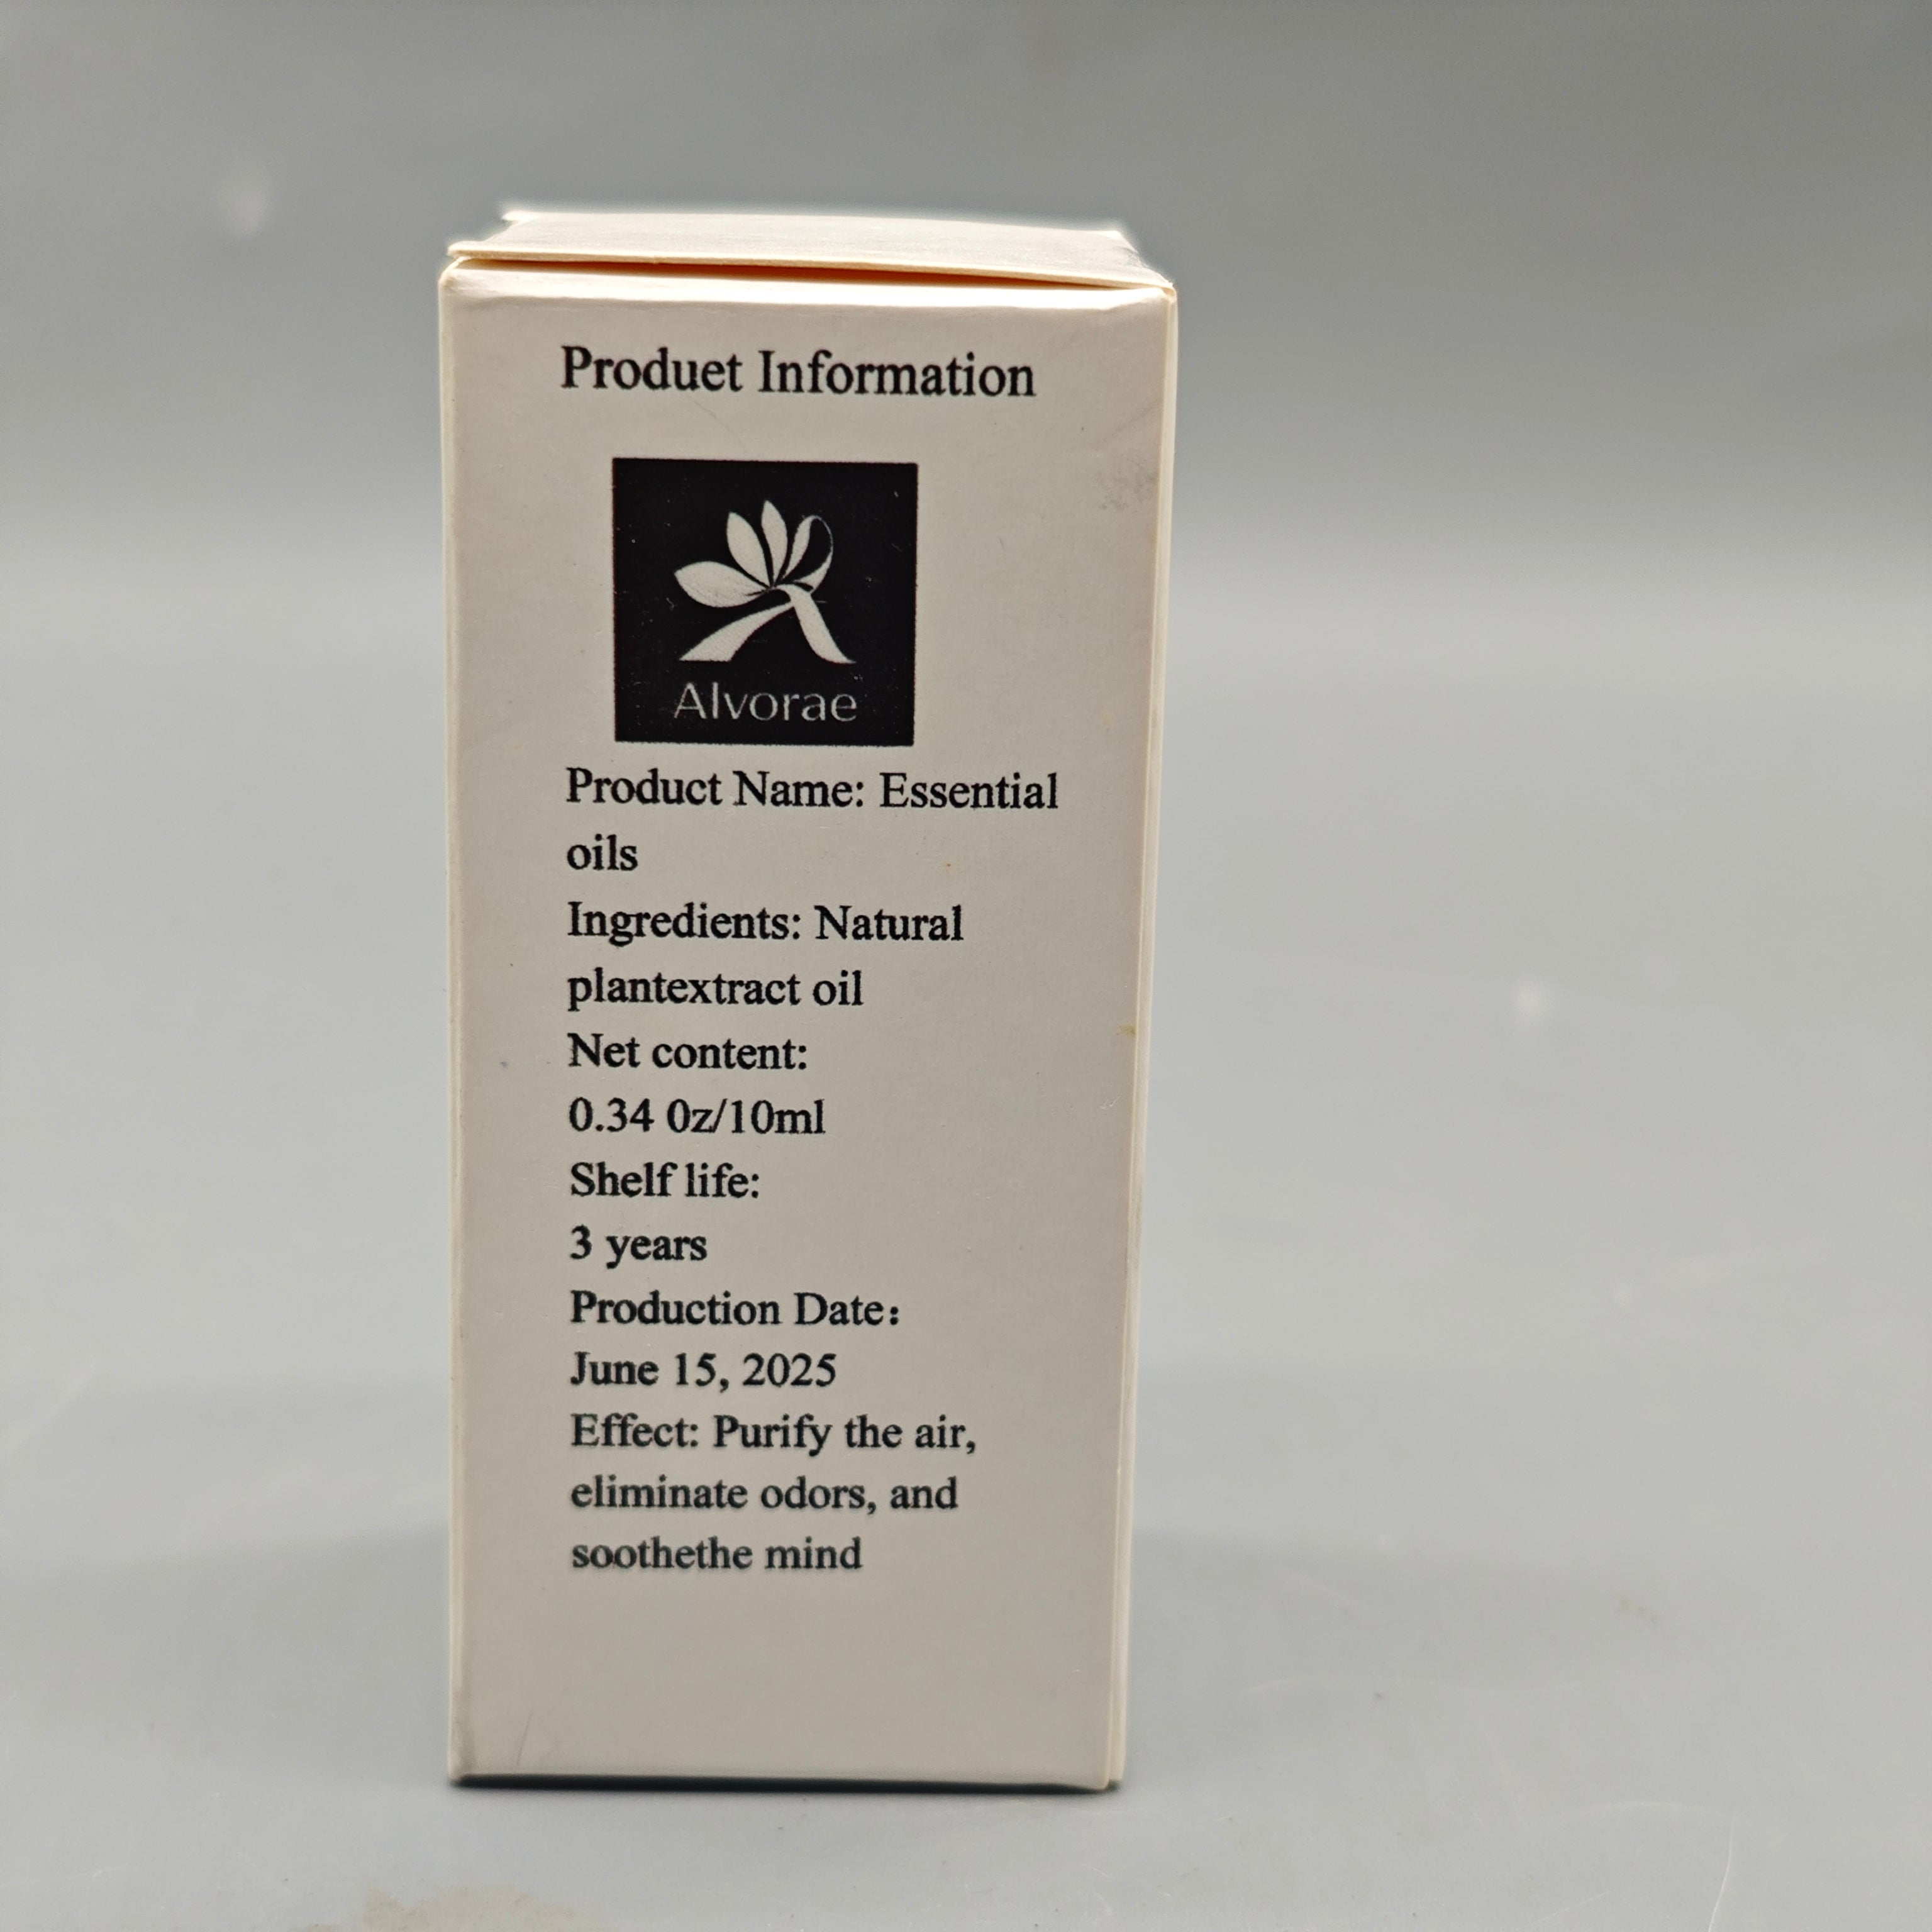 Produet Information
Alvorae
Product Name: Essential
oils
Ingredients: Natural
plantextract oil
Net content:
0.34 0z/10ml
Shelf life:
3 years
Production Date：
June 15, 2025
Effect: Purify the air,
eliminate odors, and
soothethe mind